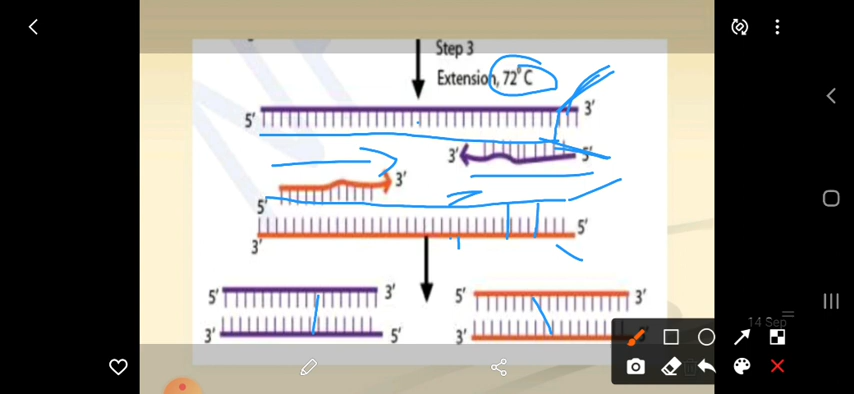 Step 3
Extension, 72°C
5' 3'
3' 5'
3'
5'
5'
3'
5' 3' 5' 3'
3' 5' 3'
14 Sep